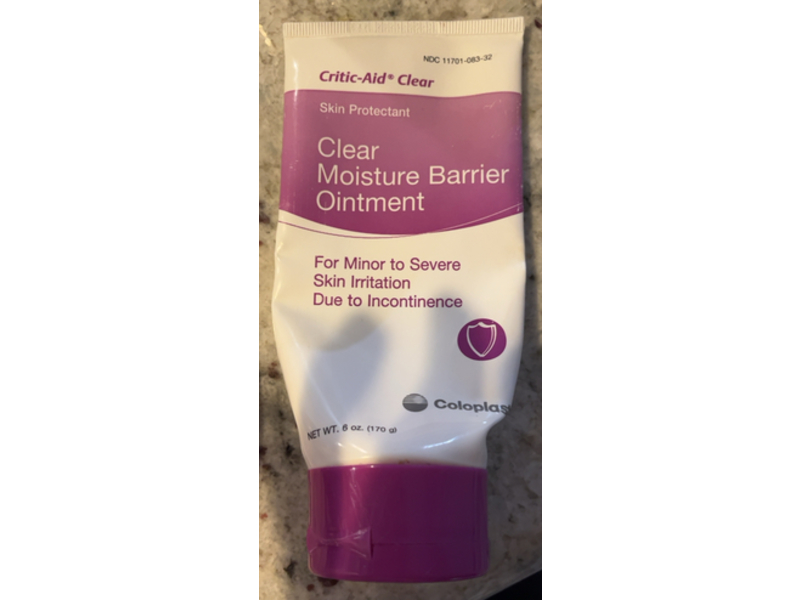 NDC 11701-083-32
Critic-Aid® Clear
Skin Protectant
Clear
Moisture Barrier
Ointment
For Minor to Severe
Skin Irritation
Due to Incontinence
Coloplast
NET WT. 6 oz. (170 g)